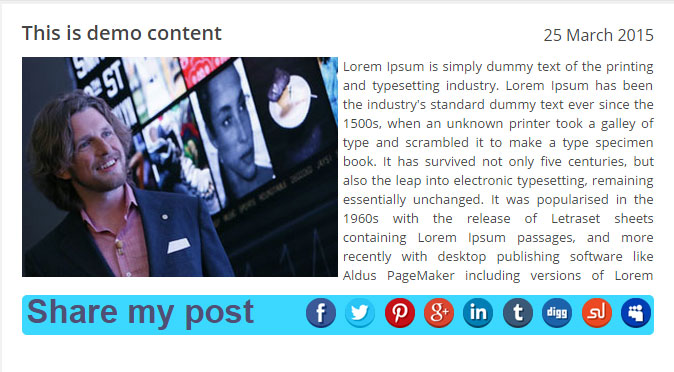 This is demo content
25 March 2015
Lorem Ipsum is simply dummy text of the printing
and typesetting industry. Lorem Ipsum has been
the industry's standard dummy text ever since the
1500s, when an unknown printer took a galley of
type and scrambled it to make a type specimen
book. It has survived not only five centuries, but
also the leap into electronic typesetting, remaining
essentially unchanged. It was popularised in the
1960s with the release of Letraset sheets
containing Lorem Ipsum passages, and more
recently with desktop publishing software like
Aldus PageMaker including versions of Lorem
ST
Share my post
f
p
g+
in
t
digg